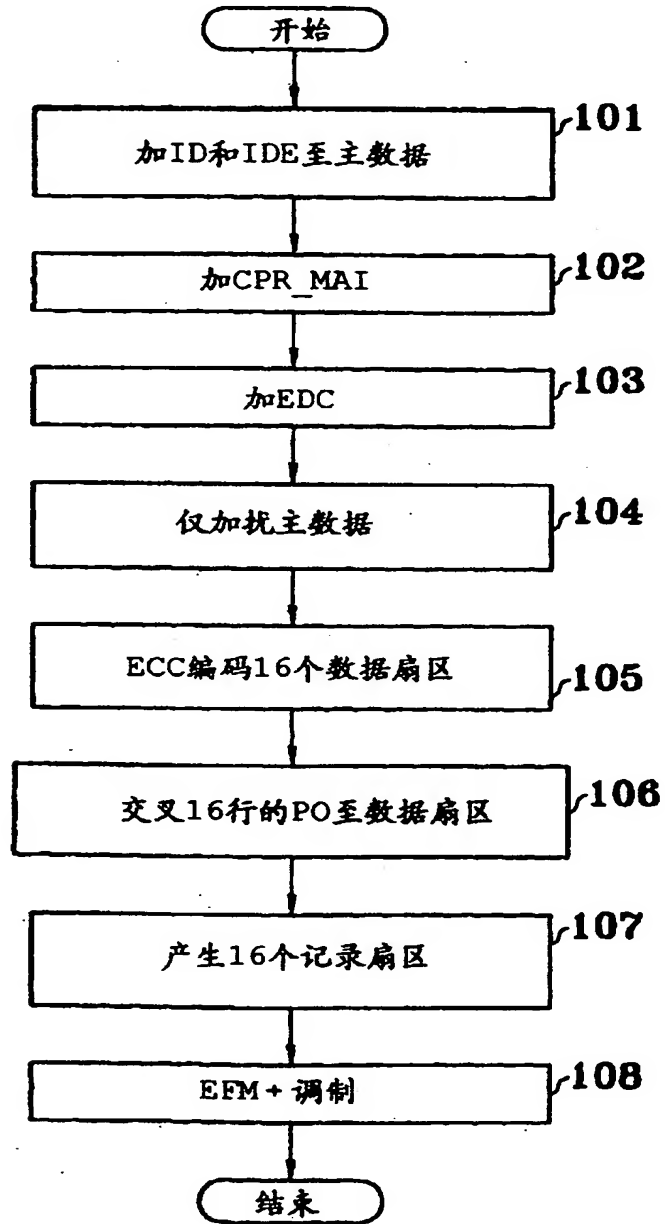 开始
加ID和IDE至主数据
101
加CPR_MAI
102
加EDC
103
仅加扰主数据
104
ECC编码16个数据扇区
105
交叉16行的PO至数据扇区
106
产生16个记录扇区
107
EFM+调制
108
结束